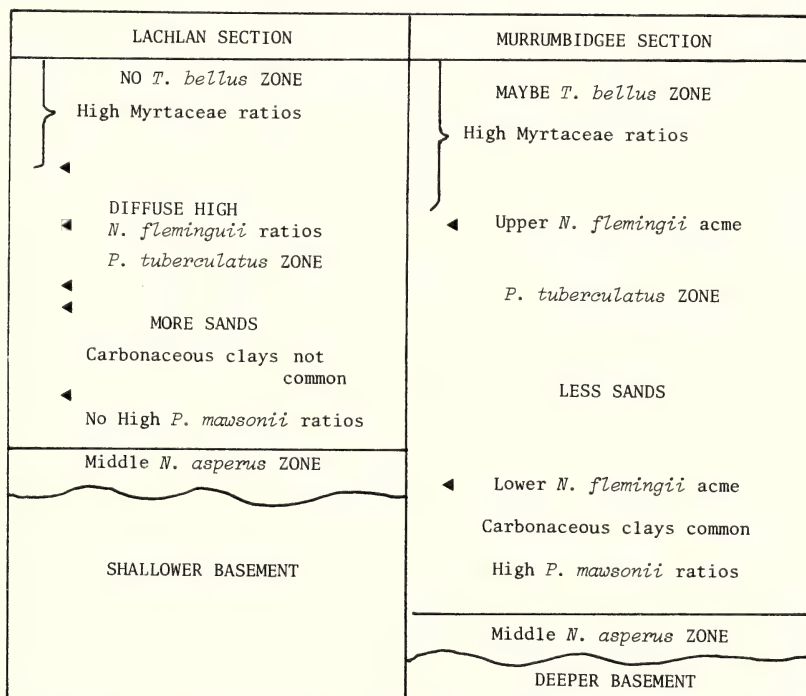 LACHLAN SECTION
NO T. bellus ZONE
High Myrtaceae ratios
DIFFUSE HIGH
N. fleminguii ratios
P. tuberculatus ZONE
MORE SANDS
Carbonaceous clays not
common
No High P. mawsonii ratios
Middle N. asperus ZONE
SHALLOWER BASEMENT
MURRUMBIDGEE SECTION
MAYBE T. bellus ZONE
High Myrtaceae ratios
Upper N. flemingii acme
P. tuberculatus ZONE
LESS SANDS
Lower N. flemingii acme
Carbonaceous clays common
High P. mawsonii ratios
Middle N. asperus ZONE
DEEPER BASEMENT